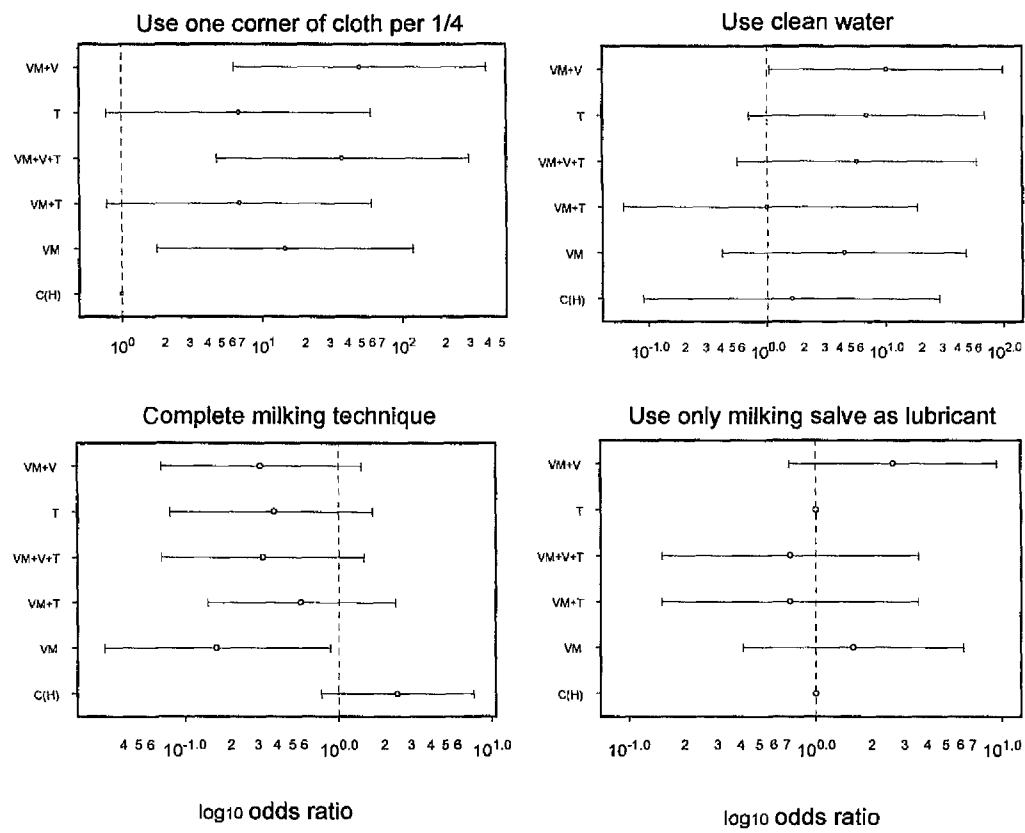 Use one corner of cloth per 1/4
VM+V
T
VM+V+T
VM+T
VM
C(H)
10^0 2 3 4 5 6 7 10^1 2 3 4 5 6 7 10^2 2 3 4 5
Use clean water
VM+V
T
VM+V+T
VM+T
VM
C(H)
10^-1.0 2 3 4 5 6 10^0.0 2 3 4 5 6 10^1.0 2 3 4 5 6 10^2.0
Complete milking technique
VM+V
T
VM+V+T
VM+T
VM
C(H)
4 5 6 10^-1.0 2 3 4 5 6 10^0.0 2 3 4 5 6 10^1.0
log10 odds ratio
Use only milking salve as lubricant
VM+V
T
VM+V+T
VM+T
VM
C(H)
10^-1.0 2 3 4 5 6 7 10^0.0 2 3 4 5 6 7 10^1.0
log10 odds ratio